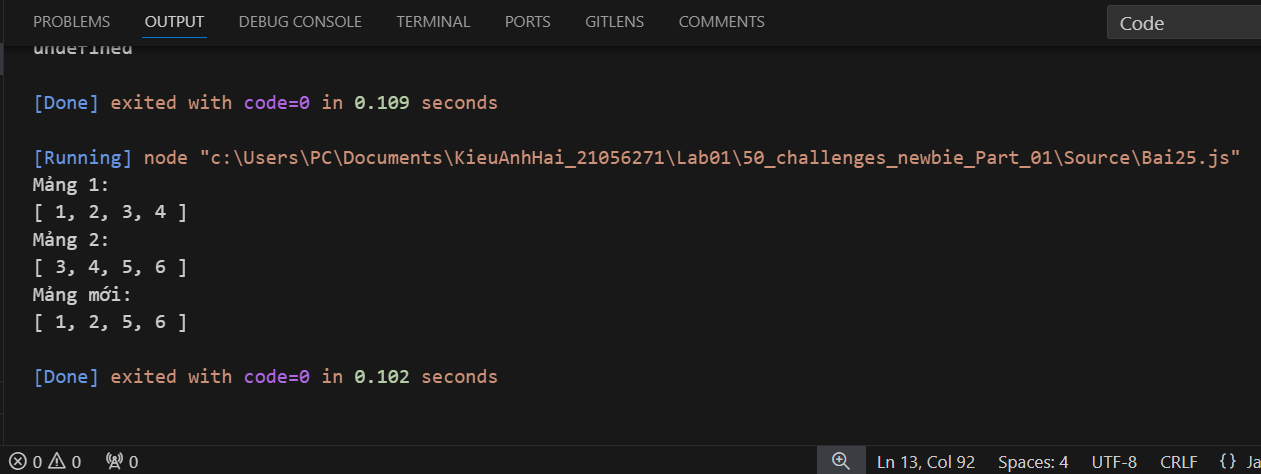 PROBLEMS OUTPUT DEBUG CONSOLE TERMINAL PORTS GITLENS COMMENTS Code
undefined
[Done] exited with code=0 in 0.109 seconds
[Running] node "c:\Users\PC\Documents\KieuAnhHai_21056271\Lab01\50_challenges_newbie_Part_01\Source\Bai25.js"
Mảng 1:
[ 1, 2, 3, 4 ]
Mảng 2:
[ 3, 4, 5, 6 ]
Mảng mới:
[ 1, 2, 5, 6 ]
[Done] exited with code=0 in 0.102 seconds
0 0 0 Ln 13, Col 92 Spaces: 4 UTF-8 CRLF {} Ja